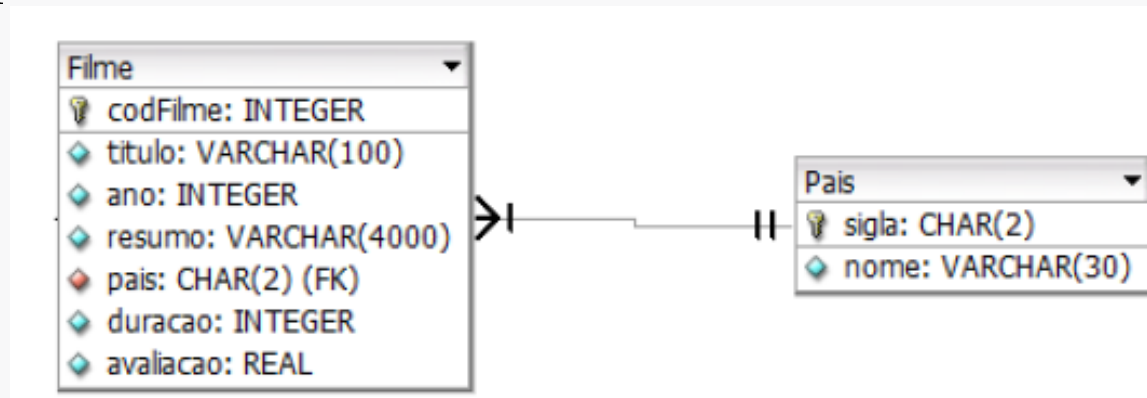 Filme
codFilme: INTEGER
titulo: VARCHAR(100)
ano: INTEGER
resumo: VARCHAR(4000)
pais: CHAR(2) (FK)
duracao: INTEGER
avaliacao: REAL
Pais
sigla: CHAR(2)
nome: VARCHAR(30)